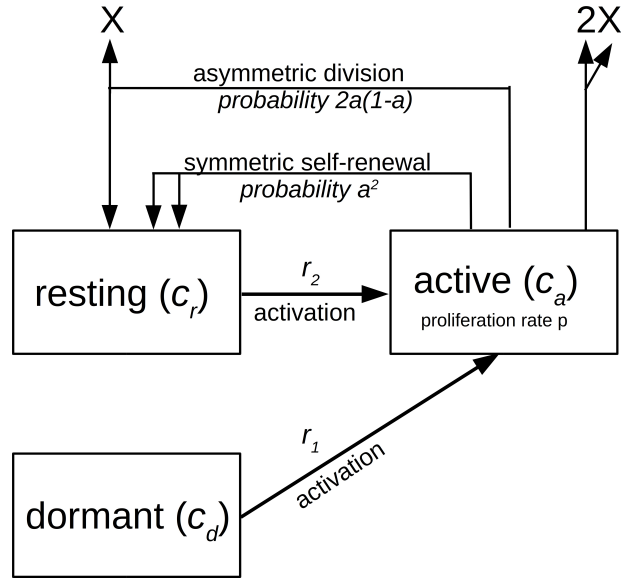 X
2X
asymmetric division
probability 2a(1-a)
symmetric self-renewal
probability a²
resting (cᵣ)
r₂
activation
active (cₐ)
proliferation rate p
r₁
activation
dormant (c_d)